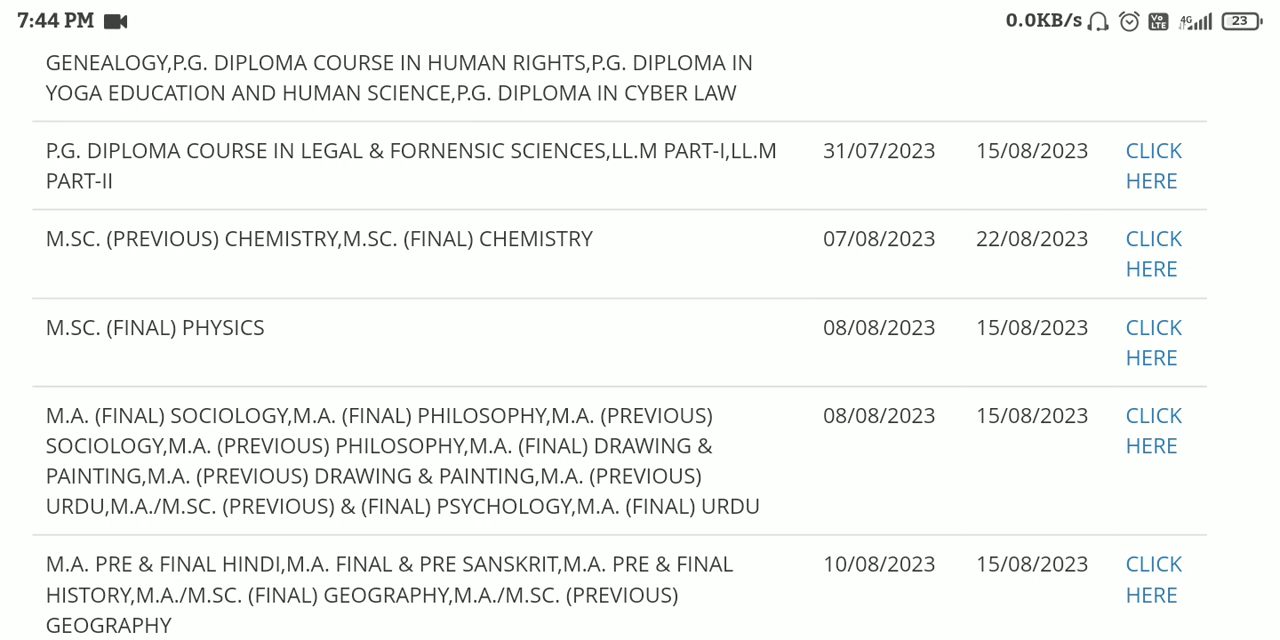 7:44 PM 0.0KB/s Vo LTE 4G 23
GENEALOGY,P.G. DIPLOMA COURSE IN HUMAN RIGHTS,P.G. DIPLOMA IN
YOGA EDUCATION AND HUMAN SCIENCE,P.G. DIPLOMA IN CYBER LAW
P.G. DIPLOMA COURSE IN LEGAL & FORNENSIC SCIENCES,LL.M PART-I,LL.M 31/07/2023 15/08/2023 CLICK
PART-II HERE
M.SC. (PREVIOUS) CHEMISTRY,M.SC. (FINAL) CHEMISTRY 07/08/2023 22/08/2023 CLICK
HERE
M.SC. (FINAL) PHYSICS 08/08/2023 15/08/2023 CLICK
HERE
M.A. (FINAL) SOCIOLOGY,M.A. (FINAL) PHILOSOPHY,M.A. (PREVIOUS) 08/08/2023 15/08/2023 CLICK
SOCIOLOGY,M.A. (PREVIOUS) PHILOSOPHY,M.A. (FINAL) DRAWING & HERE
PAINTING,M.A. (PREVIOUS) DRAWING & PAINTING,M.A. (PREVIOUS)
URDU,M.A./M.SC. (PREVIOUS) & (FINAL) PSYCHOLOGY,M.A. (FINAL) URDU
M.A. PRE & FINAL HINDI,M.A. FINAL & PRE SANSKRIT,M.A. PRE & FINAL 10/08/2023 15/08/2023 CLICK
HISTORY,M.A./M.SC. (FINAL) GEOGRAPHY,M.A./M.SC. (PREVIOUS) HERE
GEOGRAPHY